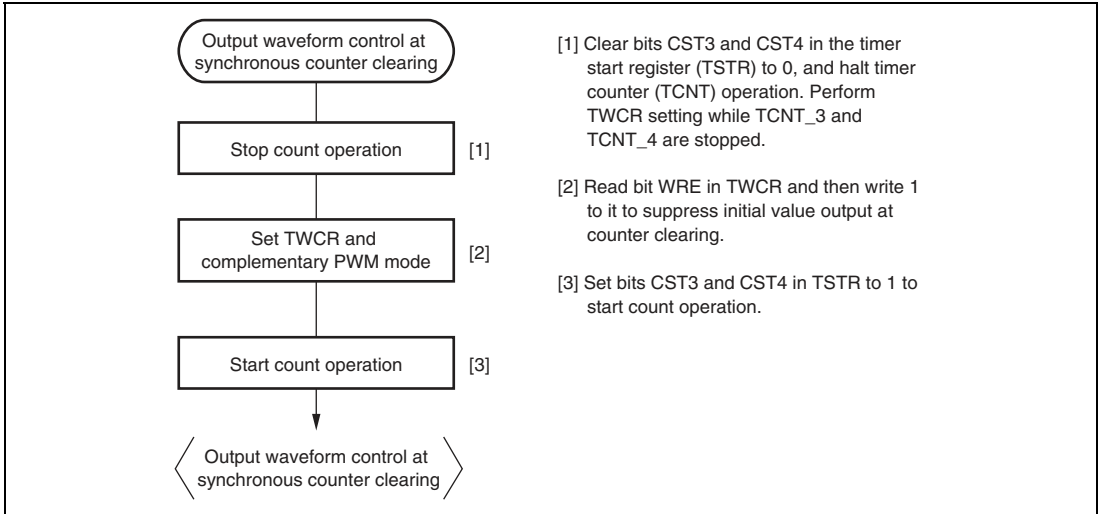 Output waveform control at
synchronous counter clearing
Stop count operation
[1]
Set TWCR and
complementary PWM mode
[2]
Start count operation
[3]
Output waveform control at
synchronous counter clearing
[1] Clear bits CST3 and CST4 in the timer
start register (TSTR) to 0, and halt timer
counter (TCNT) operation. Perform
TWCR setting while TCNT_3 and
TCNT_4 are stopped.
[2] Read bit WRE in TWCR and then write 1
to it to suppress initial value output at
counter clearing.
[3] Set bits CST3 and CST4 in TSTR to 1 to
start count operation.